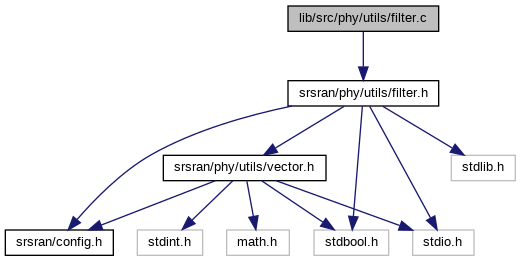 lib/src/phy/utils/filter.c
srsran/phy/utils/filter.h
srsran/phy/utils/vector.h
stdlib.h
srsran/config.h
stdint.h
math.h
stdbool.h
stdio.h